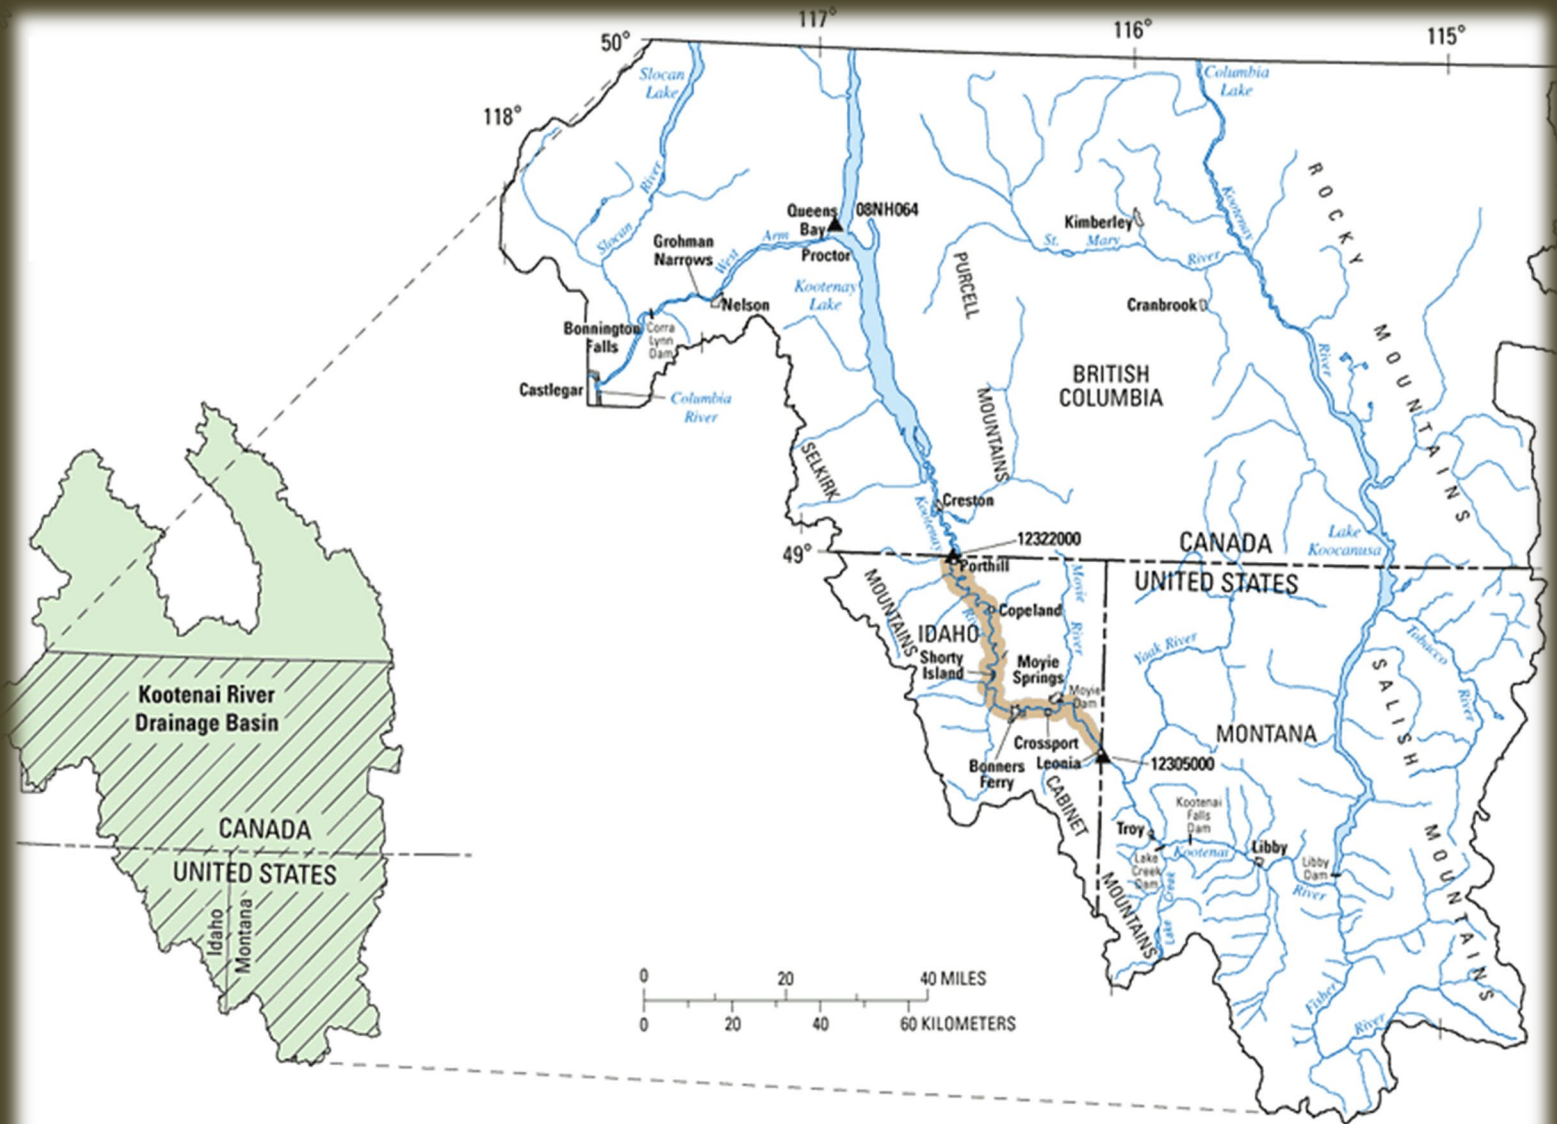 117°
116°
115°
50°
118°
Slocan
Lake
Columbia
Lake
Slocan
River
Queens
Bay
08NH064
Grohman
Narrows
West
Arm
Proctor
Kootenay
Lake
Nelson
Bonnington
Falls
Corra
Lynn
Dam
Castlegar
Columbia
River
Kimberley
St. Mary River
Kootenay
River
Cranbrook
PURCELL
MOUNTAINS
ROCKY
MOUNTAINS
BRITISH
COLUMBIA
SELKIRK
MOUNTAINS
Creston
Kootenay
River
49°
12322000
Porthill
CANADA
UNITED STATES
Lake
Koocanusa
Copeland
IDAHO
Shorty
Island
Moyie
Springs
Moyie
River
Moyie
Dam
Crossport
Leonia
Bonners
Ferry
12305000
Yaak River
MONTANA
Tobacco
River
SALISH
MOUNTAINS
CABINET
MOUNTAINS
Troy
Kootenai
Falls
Dam
Lake
Creek
Dam
Kootenai
River
Libby
Libby
Dam
Lake Creek
Fisher
River
Kootenai River
Drainage Basin
CANADA
UNITED STATES
Idaho
Montana
0 20 40 MILES
0 20 40 60 KILOMETERS